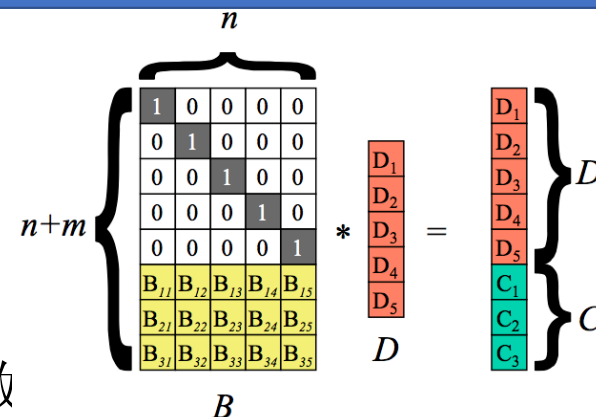 n
1 0 0 0 0 D₁
0 1 0 0 0 D₁ D₂
0 0 1 0 0 D₂ D₃ D
n+m 0 0 0 1 0 * D₃ = D₄
0 0 0 0 1 D₄ D₅
B₁₁ B₁₂ B₁₃ B₁₄ B₁₅ D₅ C₁
B₂₁ B₂₂ B₂₃ B₂₄ B₂₅ C₂ C
B₃₁ B₃₂ B₃₃ B₃₄ B₃₅ D C₃
B